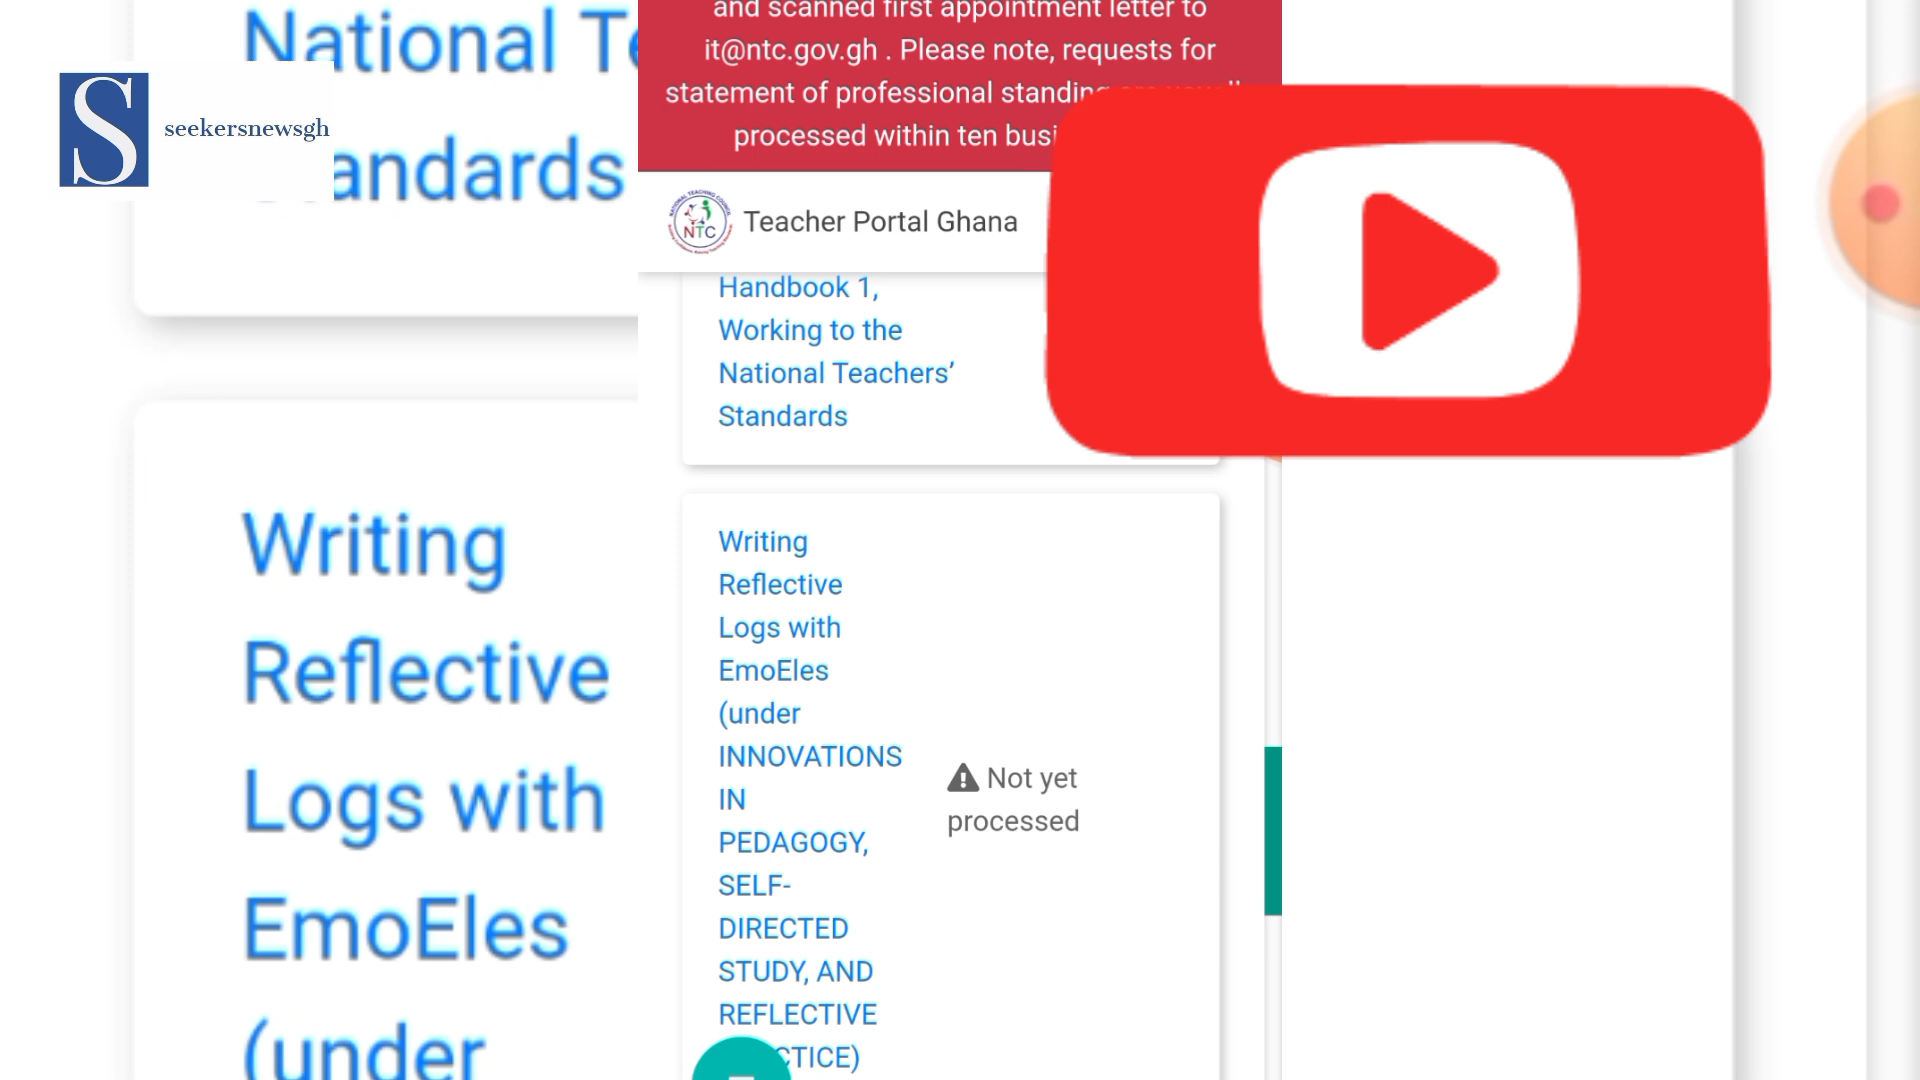 National
andards
seekersnewsgh
Writing
Reflective
Logs with
EmoEles
(under
and scanned first appointment letter to
it@ntc.gov.gh . Please note, requests for
statement of professional standing
processed within ten
NTC
Teacher Portal Ghana
Handbook 1,
Working to the
National Teachers’
Standards
Writing
Reflective
Logs with
EmoEles
(under
INNOVATIONS
IN
PEDAGOGY,
SELF-
DIRECTED
STUDY, AND
REFLECTIVE
CTICE)
Not yet
processed